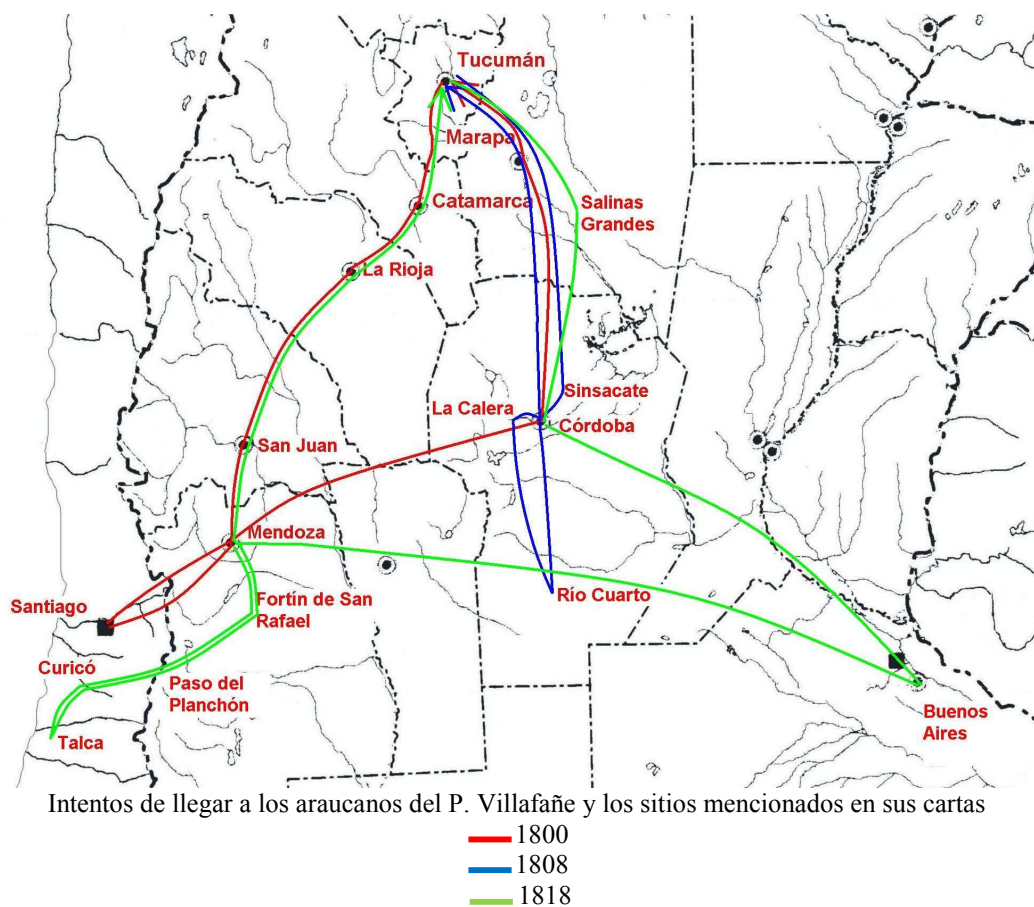 Tucumán
Marapa
Catamarca
Salinas
Grandes
La Rioja
Sinsacate
La Calera
Córdoba
San Juan
Mendoza
Santiago
Fortín de San
Rafael
Río Cuarto
Curicó
Paso del
Planchón
Talca
Buenos
Aires
Intentos de llegar a los araucanos del P. Villafañe y los sitios mencionados en sus cartas
1800
1808
1818